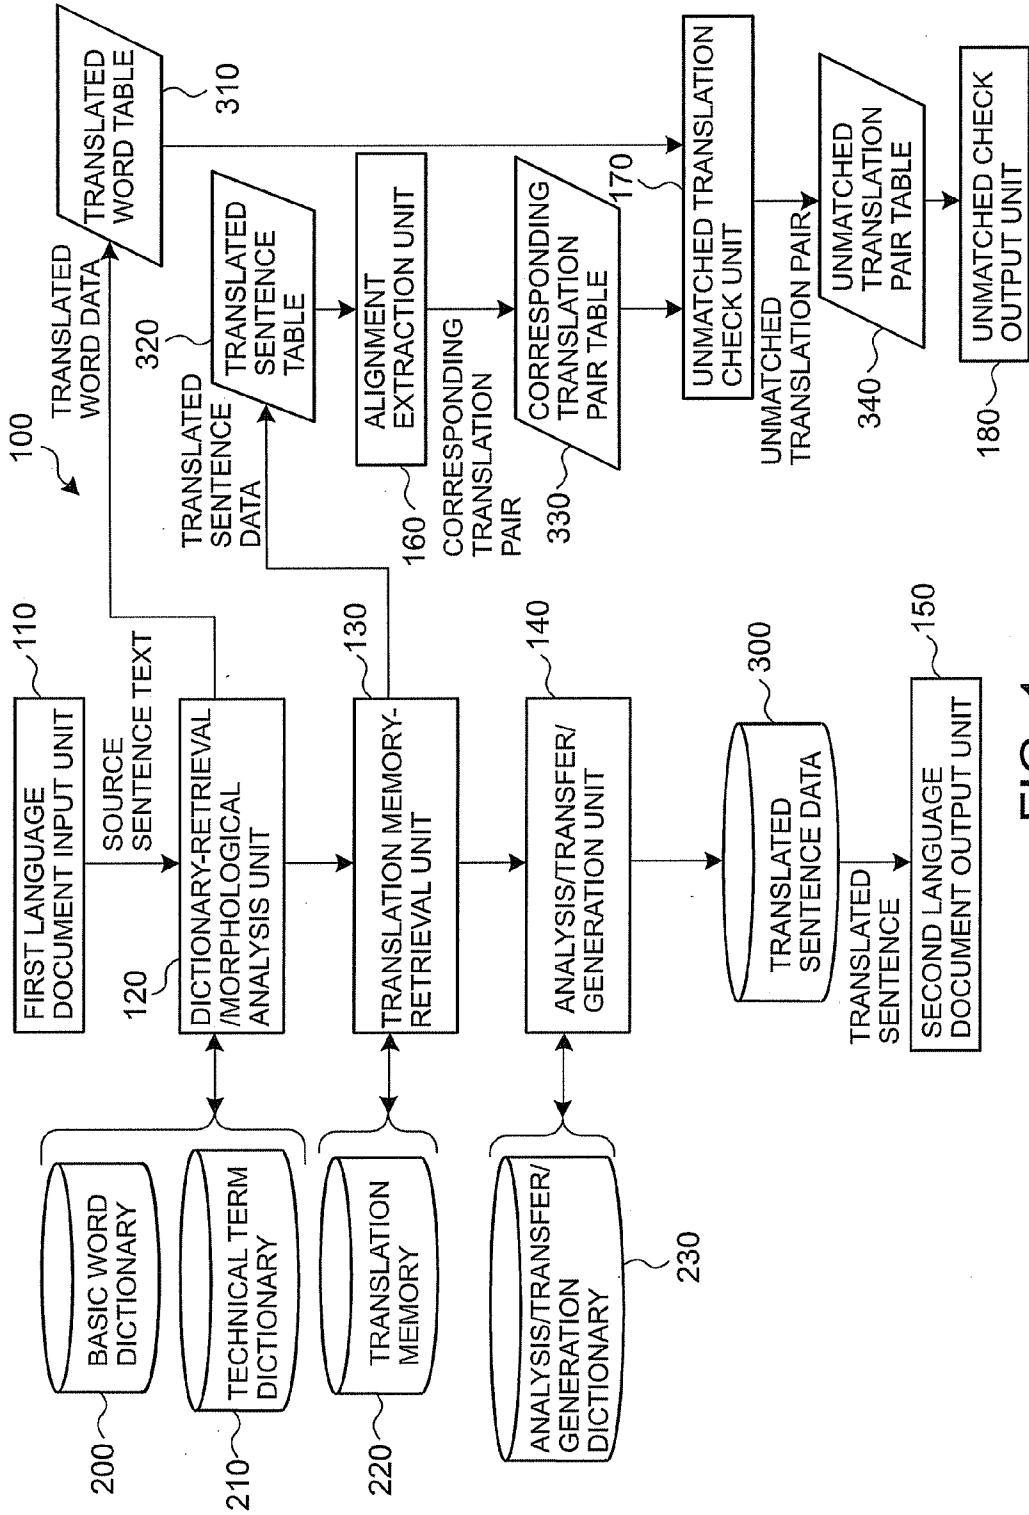 100
FIRST LANGUAGE
DOCUMENT INPUT UNIT
110
SOURCE
SENTENCE TEXT
200
BASIC WORD
DICTIONARY
210
TECHNICAL TERM
DICTIONARY
120
DICTIONARY-RETRIEVAL
/MORPHOLOGICAL
ANALYSIS UNIT
TRANSLATED
WORD DATA
TRANSLATED
WORD TABLE
310
220
TRANSLATION
MEMORY
TRANSLATION MEMORY-
RETRIEVAL UNIT
130
TRANSLATED
SENTENCE
DATA
320
TRANSLATED
SENTENCE
TABLE
ALIGNMENT
EXTRACTION UNIT
160
CORRESPONDING
TRANSLATION
PAIR
ANALYSIS/TRANSFER/
GENERATION
DICTIONARY
230
ANALYSIS/TRANSFER/
GENERATION UNIT
140
CORRESPONDING
TRANSLATION
PAIR TABLE
330
170
UNMATCHED TRANSLATION
CHECK UNIT
TRANSLATED
SENTENCE DATA
300
UNMATCHED
TRANSLATION PAIR
UNMATCHED
TRANSLATION
PAIR TABLE
340
TRANSLATED
SENTENCE
SECOND LANGUAGE
DOCUMENT OUTPUT UNIT
150
UNMATCHED CHECK
OUTPUT UNIT
180